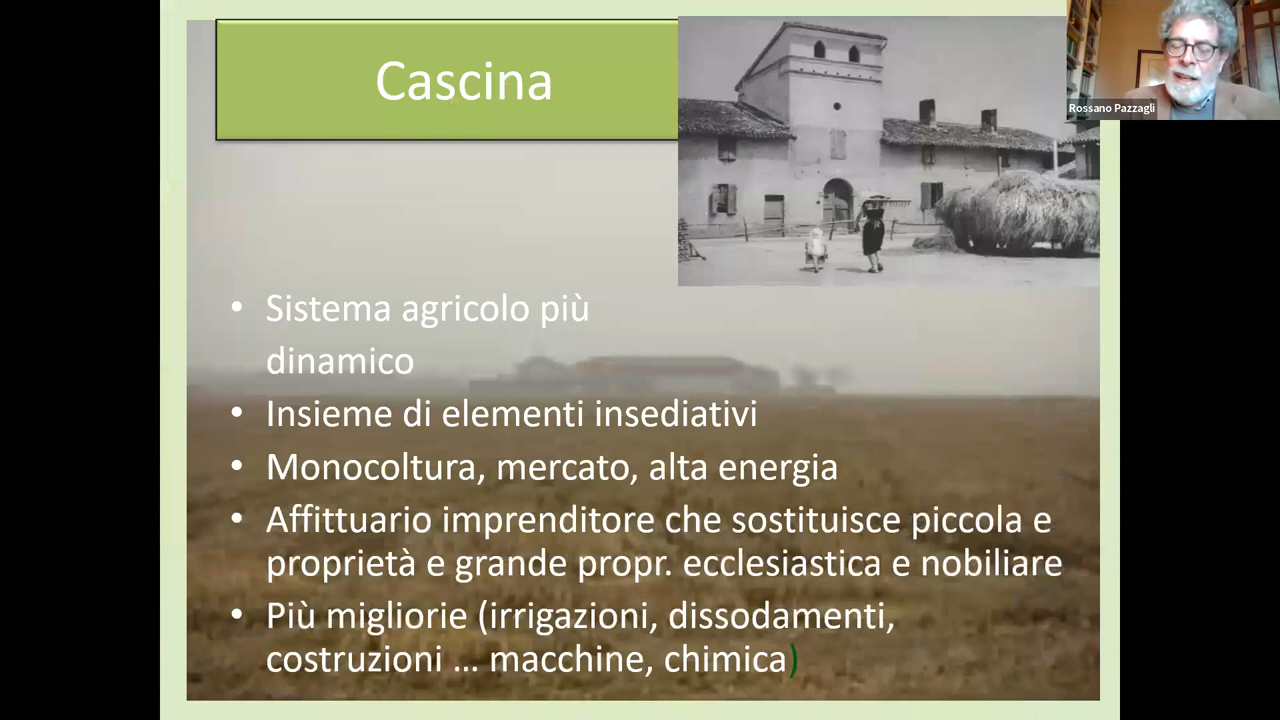 Cascina
Rossano Pazzagli
• Sistema agricolo più
dinamico
• Insieme di elementi insediativi
• Monocoltura, mercato, alta energia
• Affittuario imprenditore che sostituisce piccola e
proprietà e grande propr. ecclesiastica e nobiliare
• Più migliorie (irrigazioni, dissodamenti,
costruzioni … macchine, chimica)